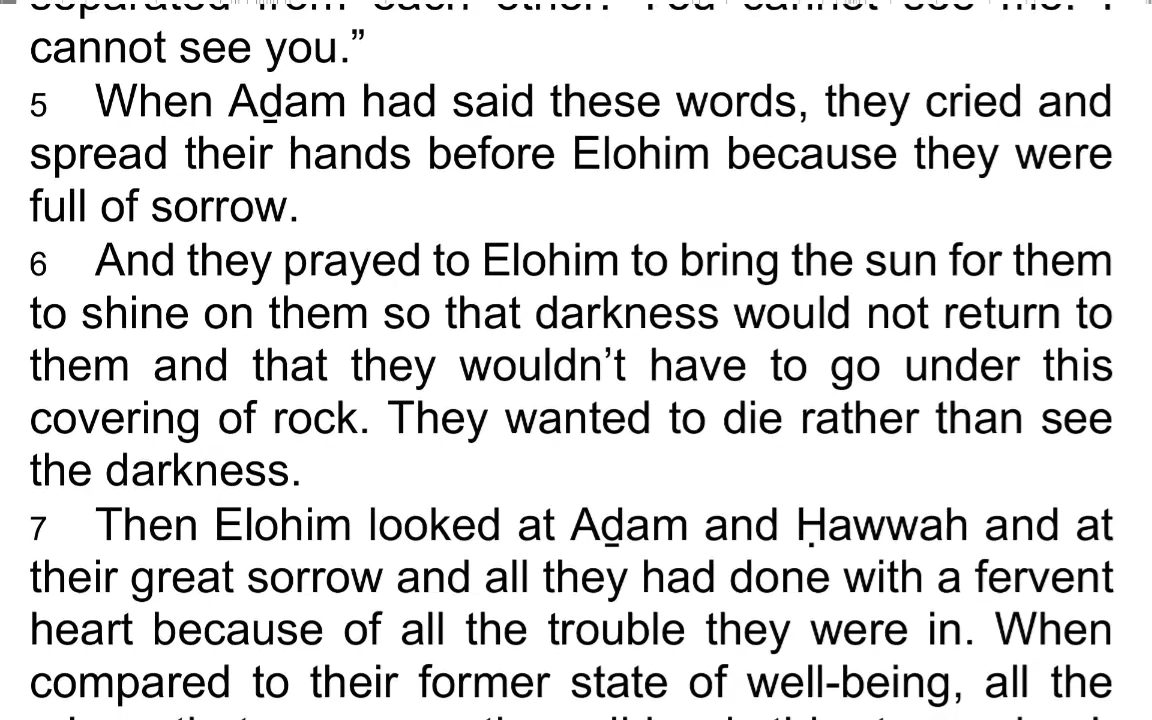 cannot see you.”
5 When Aḏam had said these words, they cried and
spread their hands before Elohim because they were
full of sorrow.
6 And they prayed to Elohim to bring the sun for them
to shine on them so that darkness would not return to
them and that they wouldn’t have to go under this
covering of rock. They wanted to die rather than see
the darkness.
7 Then Elohim looked at Aḏam and Ḥawwah and at
their great sorrow and all they had done with a fervent
heart because of all the trouble they were in. When
compared to their former state of well-being, all the